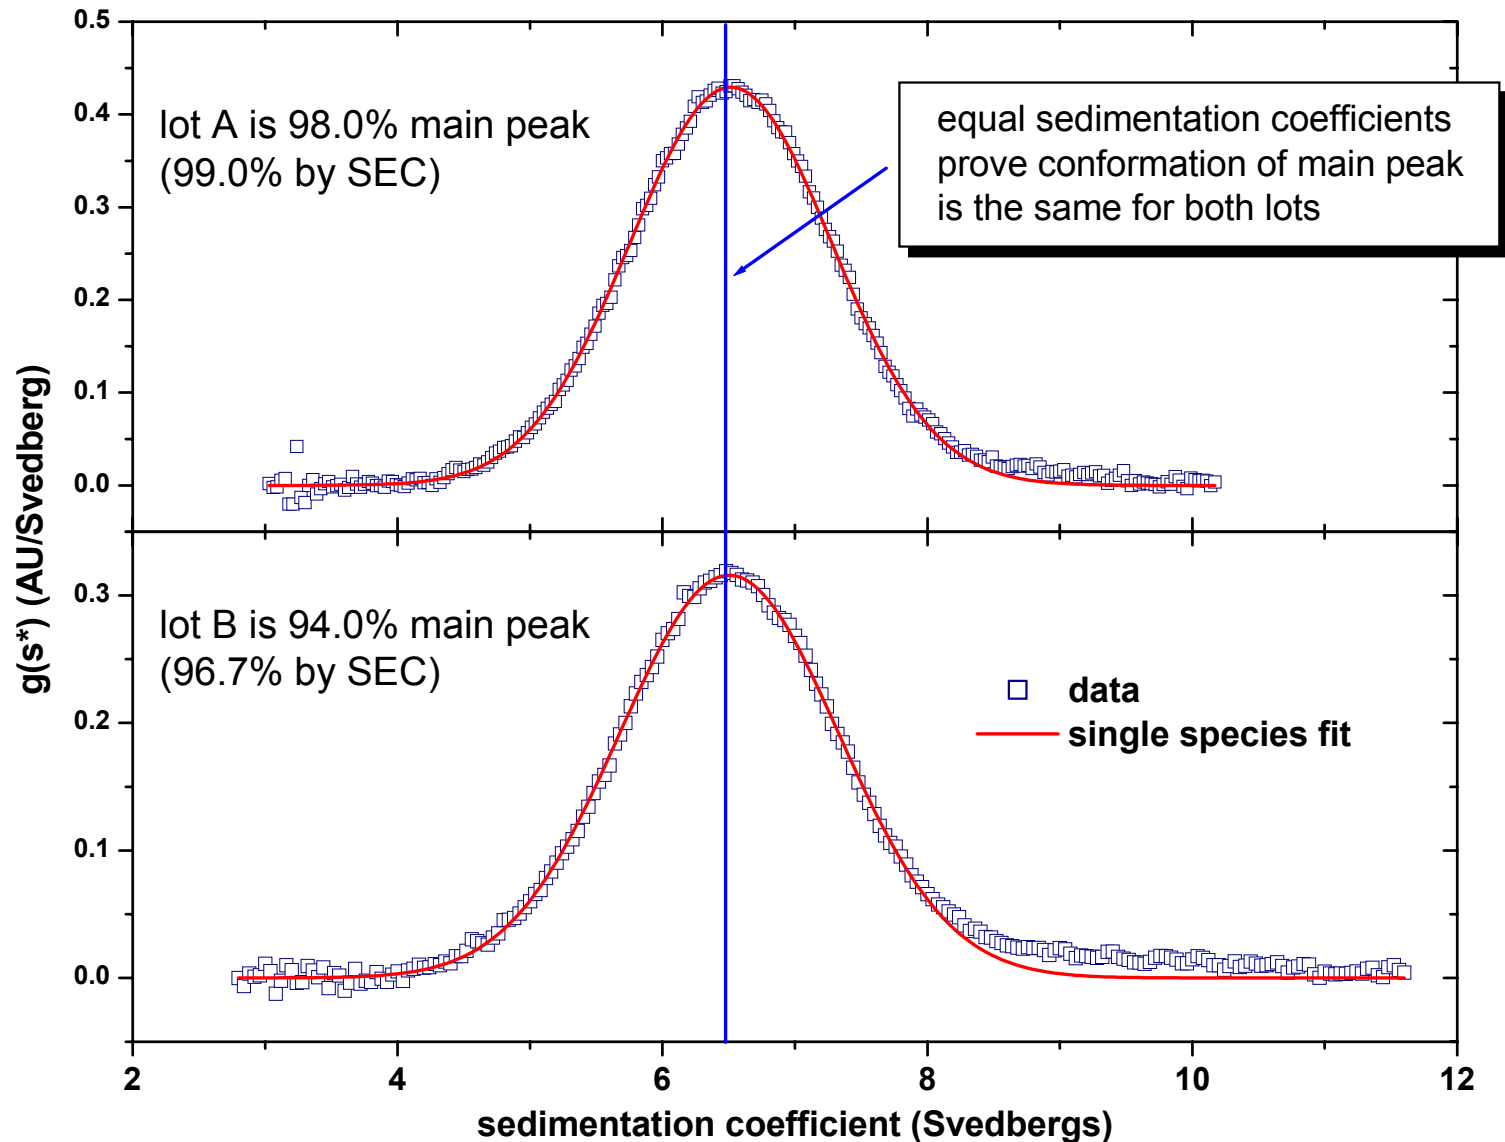 0.5
0.4
0.3
0.2
0.1
0.0
lot A is 98.0% main peak
(99.0% by SEC)
equal sedimentation coefficients
prove conformation of main peak
is the same for both lots
g(s*) (AU/Svedberg)
0.3
0.2
0.1
0.0
lot B is 94.0% main peak
(96.7% by SEC)
data
single species fit
2 4 6 8 10 12
sedimentation coefficient (Svedbergs)